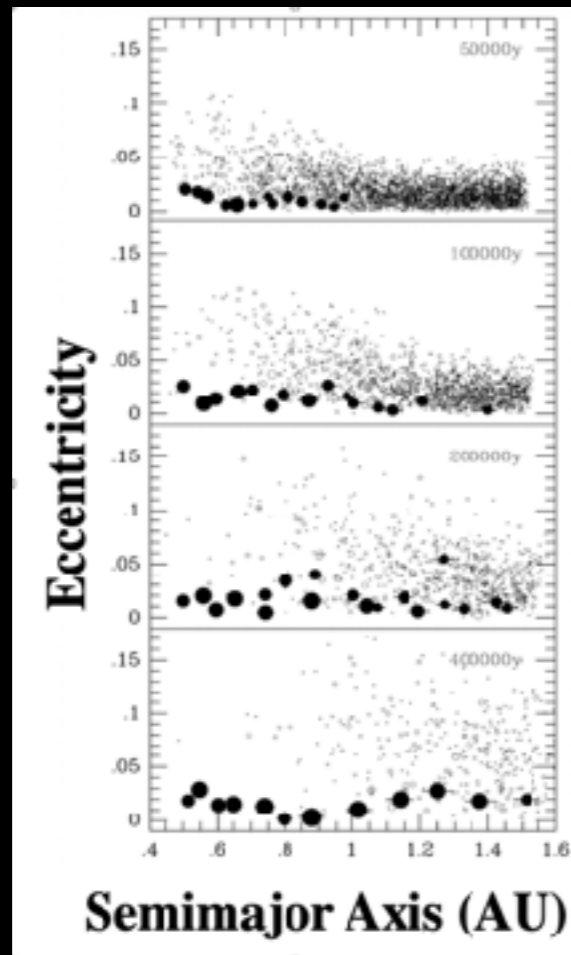 Eccentricity
.15
50000y
.1
.05
0
.15
100000y
.1
.05
0
.15
200000y
.1
.05
0
.15
400000y
.1
.05
0
.4 .6 .8 1 1.2 1.4 1.6
Semimajor Axis (AU)